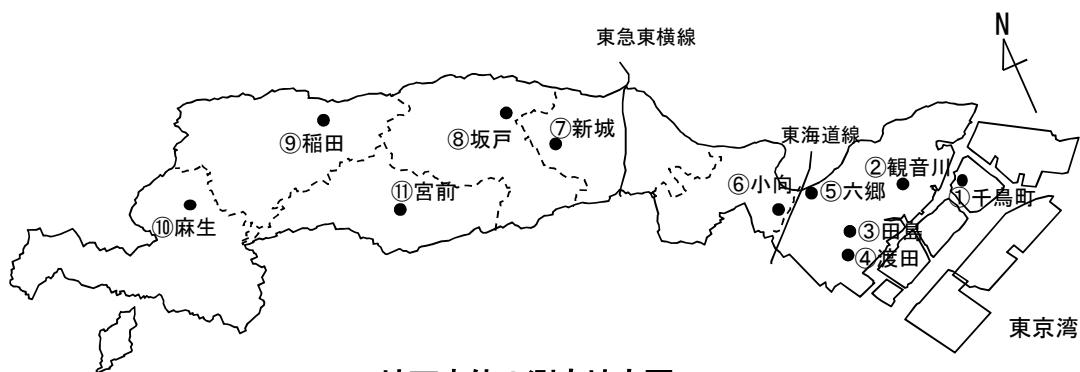 東急東横線
N
東海道線
⑨稲田
⑧坂戸
⑦新城
②観音川
①千鳥町
⑥小向
⑤六郷
⑪宮前
⑩麻生
③田島
④渡田
東京湾